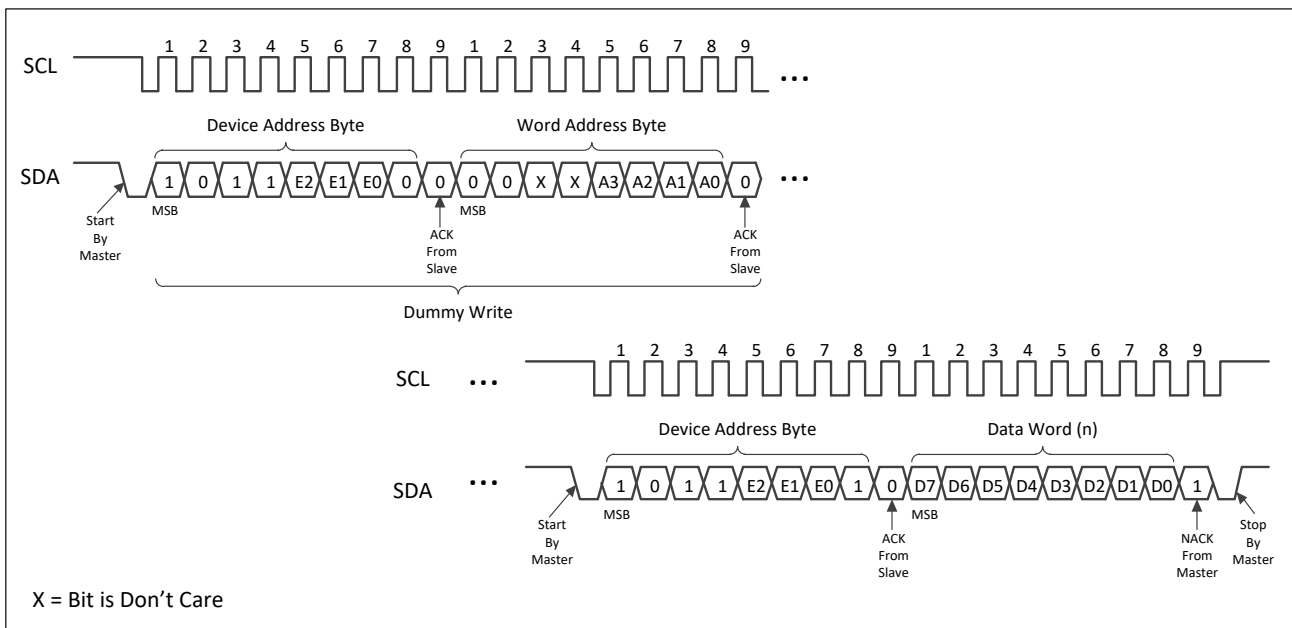 1 2 3 4 5 6 7 8 9 1 2 3 4 5 6 7 8 9
SCL ...
Device Address Byte Word Address Byte
SDA 1 0 1 1 E2 E1 E0 0 0 0 0 X X A3 A2 A1 A0 0 ...
MSB MSB
Start By Master
ACK From Slave
ACK From Slave
Dummy Write
1 2 3 4 5 6 7 8 9 1 2 3 4 5 6 7 8 9
SCL ...
Device Address Byte Data Word (n)
SDA ... 1 0 1 1 E2 E1 E0 1 0 D7 D6 D5 D4 D3 D2 D1 D0 1
MSB MSB
Start By Master
ACK From Slave
NACK From Master
Stop By Master
X = Bit is Don't Care